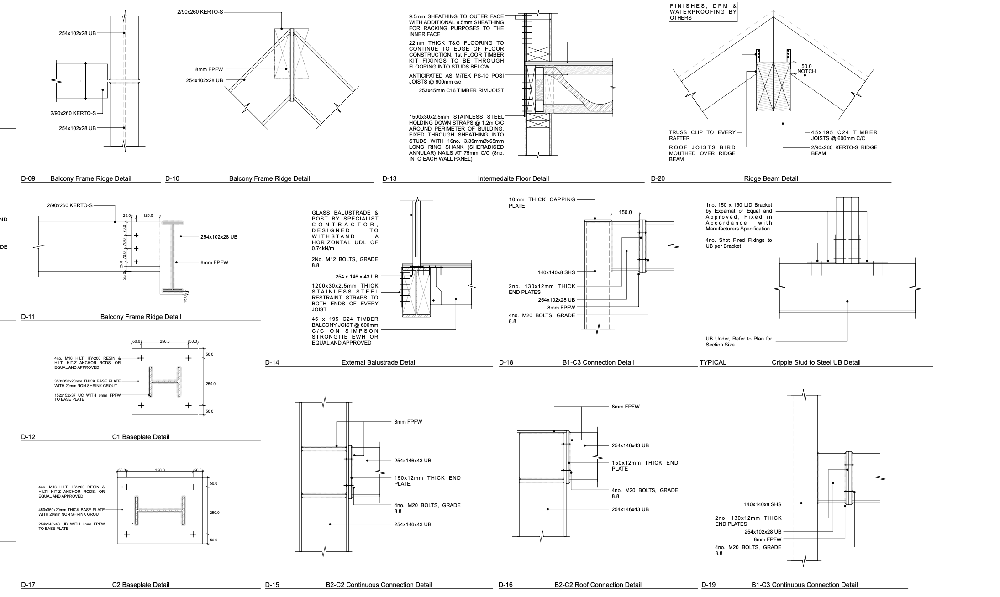 254x102x28 UB
2/90x260 KERTO-S
254x102x28 UB
D-09 Balcony Frame Ridge Detail
2/90x260 KERTO-S
8mm FPFW
254x102x28 UB
D-10 Balcony Frame Ridge Detail
9.5mm SHEATHING TO OUTER FACE
WITH ADDITIONAL 9.5mm SHEATHING
FOR RACKING PURPOSES TO THE
INNER FACE
22mm THICK T&G FLOORING TO
CONTINUE TO EDGE OF FLOOR
CONSTRUCTION. 1st FLOOR TIMBER
KIT FIXINGS TO BE THROUGH
FLOORING INTO STUDS BELOW
ANTICIPATED AS MiTEK PS-10 POSI
JOISTS @ 600mm c/c
253x45mm C16 TIMBER RIM JOIST
1500x30x2.5mm STAINLESS STEEL
HOLDING DOWN STRAPS @ 1.2m C/C
AROUND PERIMETER OF BUILDING.
FIXED THROUGH SHEATHING INTO
STUDS WITH 16no. 3.35mmØx65mm
LONG RING SHANK (SHERADISED
ANNULAR) NAILS AT 75mm C/C (8no.
INTO EACH WALL PANEL)
D-13 Intermedaite Floor Detail
FINISHES, DPM &
WATERPROOFING BY
OTHERS
50.0
NOTCH
TRUSS CLIP TO EVERY
RAFTER
ROOF JOISTS BIRD
MOUTHED OVER RIDGE
BEAM
45x195 C24 TIMBER
JOISTS @ 600mm C/C
2/90x260 KERTO-S RIDGE
BEAM
D-20 Ridge Beam Detail
ND
DE
2/90x260 KERTO-S
25.0
125.0
70.0
70.0
70.0
25.0
25.0
254x102x28 UB
8mm FPFW
15.0
D-11 Balcony Frame Ridge Detail
GLASS BALUSTRADE &
POST BY SPECIALIST
CONTRACTOR,
DESIGNED TO
WITHSTAND A
HORIZONTAL UDL OF
0.74kN/m
2No. M12 BOLTS, GRADE
8.8
254 x 146 x 43 UB
1200x30x2.5mm THICK
STAINLESS STEEL
RESTRAINT STRAPS TO
BOTH ENDS OF EVERY
JOIST
45 x 195 C24 TIMBER
BALCONY JOIST @ 600mm
C/C ON SIMPSON
STRONGTIE EWH OR
EQUAL AND APPROVED
D-14 External Balustrade Detail
10mm THICK CAPPING
PLATE
150.0
140x140x8 SHS
2no. 130x12mm THICK
END PLATES
254x102x28 UB
8mm FPFW
4no. M20 BOLTS, GRADE
8.8
D-18 B1-C3 Connection Detail
1no. 150 x 150 LID Bracket
by Expamat or Equal and
Approved, Fixed in
Accordance with
Manufacturers Specification
4no. Shot Fired Fixings to
UB per Bracket
UB Under, Refer to Plan for
Section Size
TYPICAL Cripple Stud to Steel UB Detail
50.0 250.0 50.0
4no. M16 HILTI HY-200 RESIN &
HILTI HIT-Z ANCHOR RODS. OR
EQUAL AND APPROVED
350x350x20mm THICK BASE PLATE
WITH 20mm NON SHRINK GROUT
152x152x37 UC WITH 6mm FPFW
TO BASE PLATE
50.0
250.0
50.0
D-12 C1 Baseplate Detail
50.0 350.0 50.0
4no. M16 HILTI HY-200 RESIN &
HILTI HIT-Z ANCHOR RODS. OR
EQUAL AND APPROVED
450x350x20mm THICK BASE PLATE
WITH 20mm NON SHRINK GROUT
254x146x43 UB WITH 6mm FPFW
TO BASE PLATE
50.0
250.0
50.0
D-17 C2 Baseplate Detail
8mm FPFW
254x146x43 UB
150x12mm THICK END
PLATE
4no. M20 BOLTS, GRADE
8.8
254x146x43 UB
D-15 B2-C2 Continuous Connection Detail
8mm FPFW
254x146x43 UB
150x12mm THICK END
PLATE
4no. M20 BOLTS, GRADE
8.8
254x146x43 UB
D-16 B2-C2 Roof Connection Detail
140x140x8 SHS
2no. 130x12mm THICK
END PLATES
254x102x28 UB
8mm FPFW
4no. M20 BOLTS, GRADE
8.8
D-19 B1-C3 Continuous Connection Detail